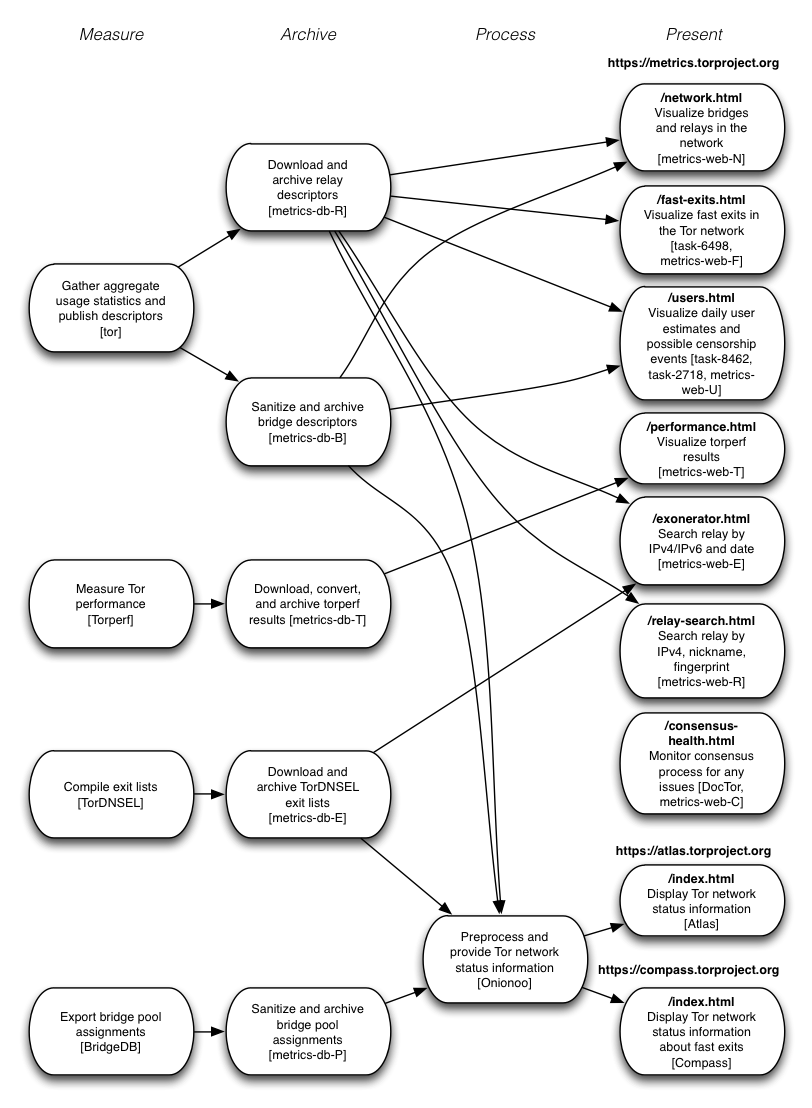 Measure
Archive
Process
Present
https://metrics.torproject.org
/network.html
Visualize bridges
and relays in the
network
[metrics-web-N]
Download and
archive relay
descriptors
[metrics-db-R]
/fast-exits.html
Visualize fast exits in
the Tor network
[task-6498,
metrics-web-F]
Gather aggregate
usage statistics and
publish descriptors
[tor]
/users.html
Visualize daily user
estimates and
possible censorship
events [task-8462,
task-2718, metrics-
web-U]
Sanitize and archive
bridge descriptors
[metrics-db-B]
/performance.html
Visualize torperf
results
[metrics-web-T]
/exonerator.html
Search relay by
IPv4/IPv6 and date
[metrics-web-E]
Measure Tor
performance
[Torperf]
Download, convert,
and archive torperf
results [metrics-db-T]
/relay-search.html
Search relay by
IPv4, nickname,
fingerprint
[metrics-web-R]
/consensus-
health.html
Monitor consensus
process for any
issues [DocTor,
metrics-web-C]
Compile exit lists
[TorDNSEL]
Download and
archive TorDNSEL
exit lists
[metrics-db-E]
https://atlas.torproject.org
/index.html
Display Tor network
status information
[Atlas]
Preprocess and
provide Tor network
status information
[Onionoo]
https://compass.torproject.org
/index.html
Display Tor network
status information
about fast exits
[Compass]
Export bridge pool
assignments
[BridgeDB]
Sanitize and archive
bridge pool
assignments
[metrics-db-P]